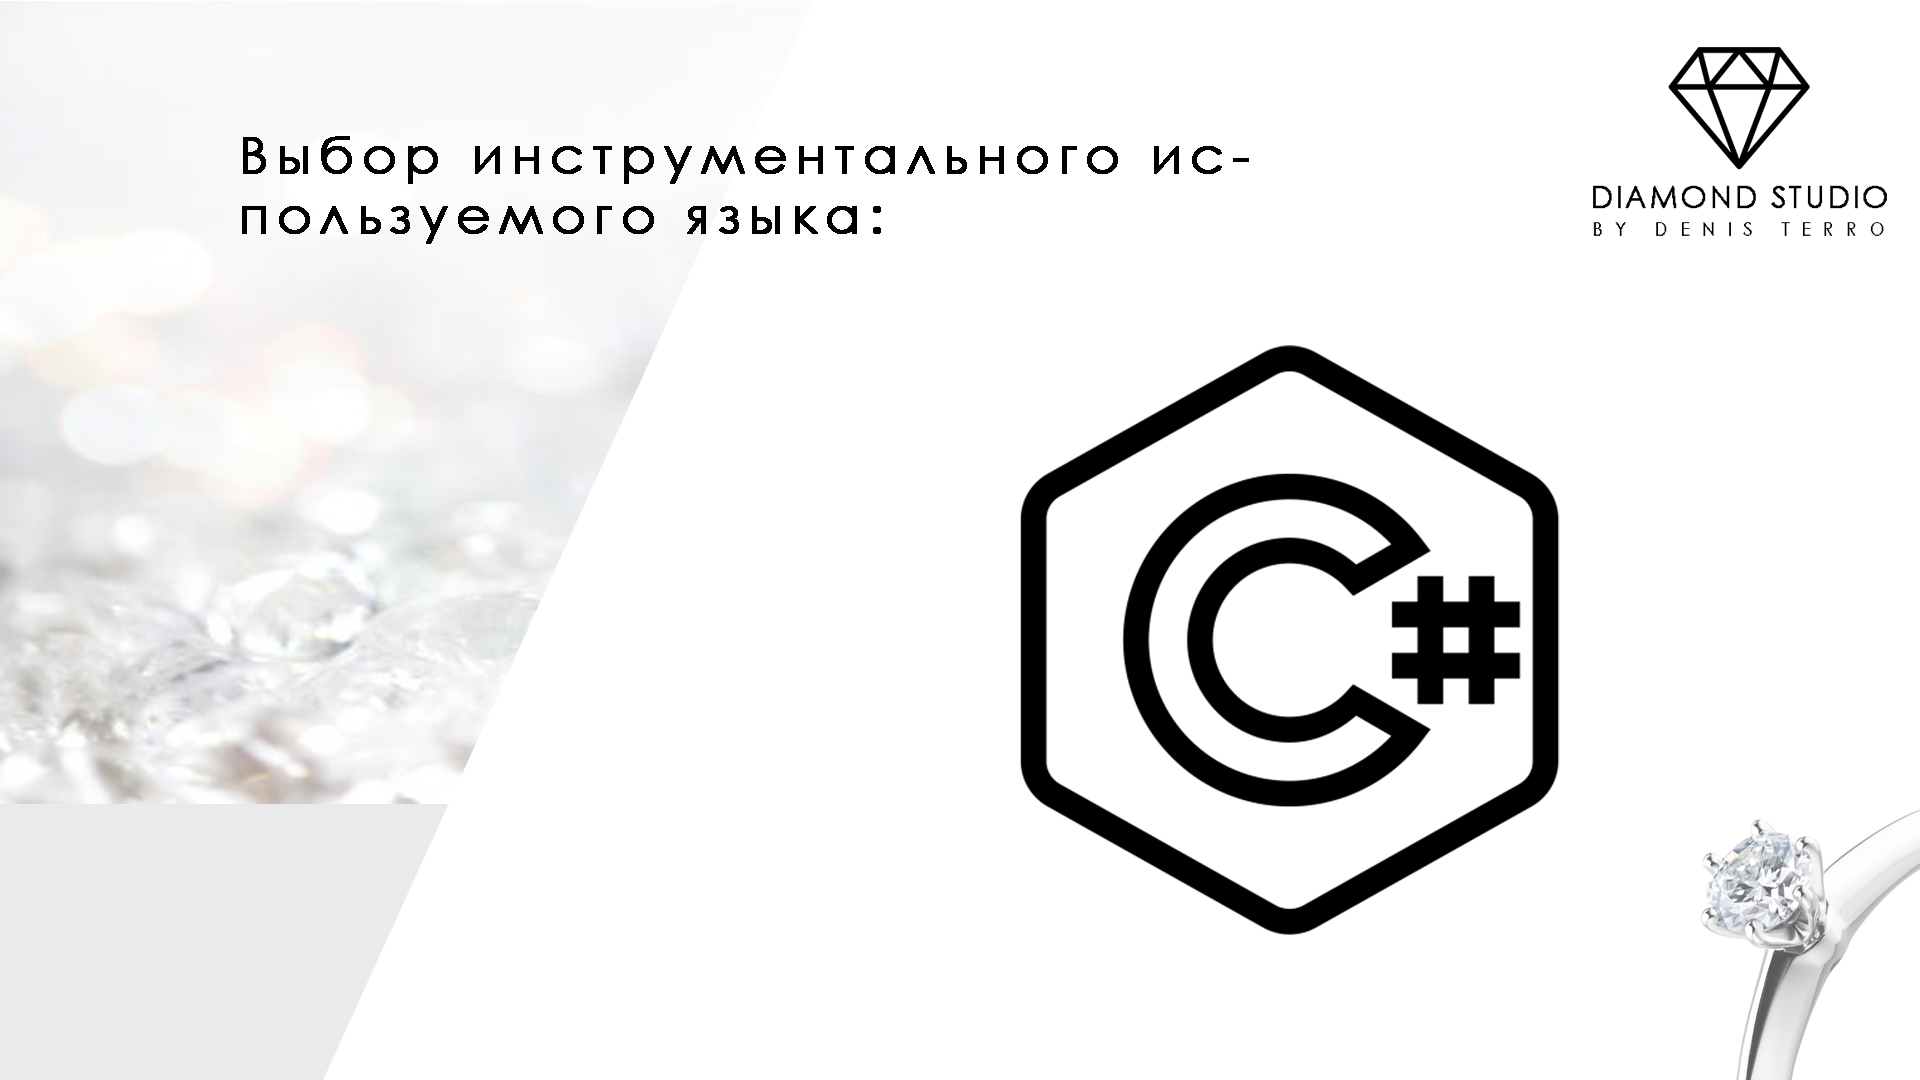 Выбор инструментального ис-
пользуемого языка:
DIAMOND STUDIO
BY DENIS TERRO
C#